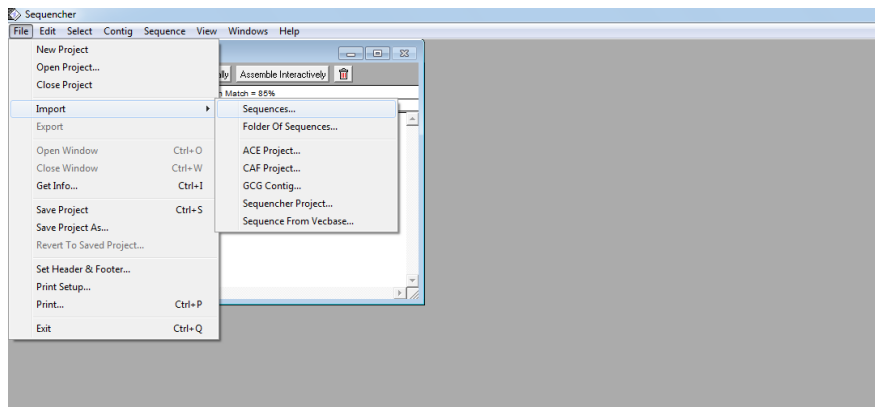 Sequencher
File Edit Select Contig Sequence View Windows Help
New Project
Open Project...
Close Project
Import
Export
Open Window Ctrl+O
Close Window Ctrl+W
Get Info... Ctrl+I
Save Project Ctrl+S
Save Project As...
Revert To Saved Project...
Set Header & Footer...
Print Setup...
Print... Ctrl+P
Exit Ctrl+Q
Assemble Interactively
Match = 85%
Sequences...
Folder Of Sequences...
ACE Project...
CAF Project...
GCG Contig...
Sequencher Project...
Sequence From Vecbase...